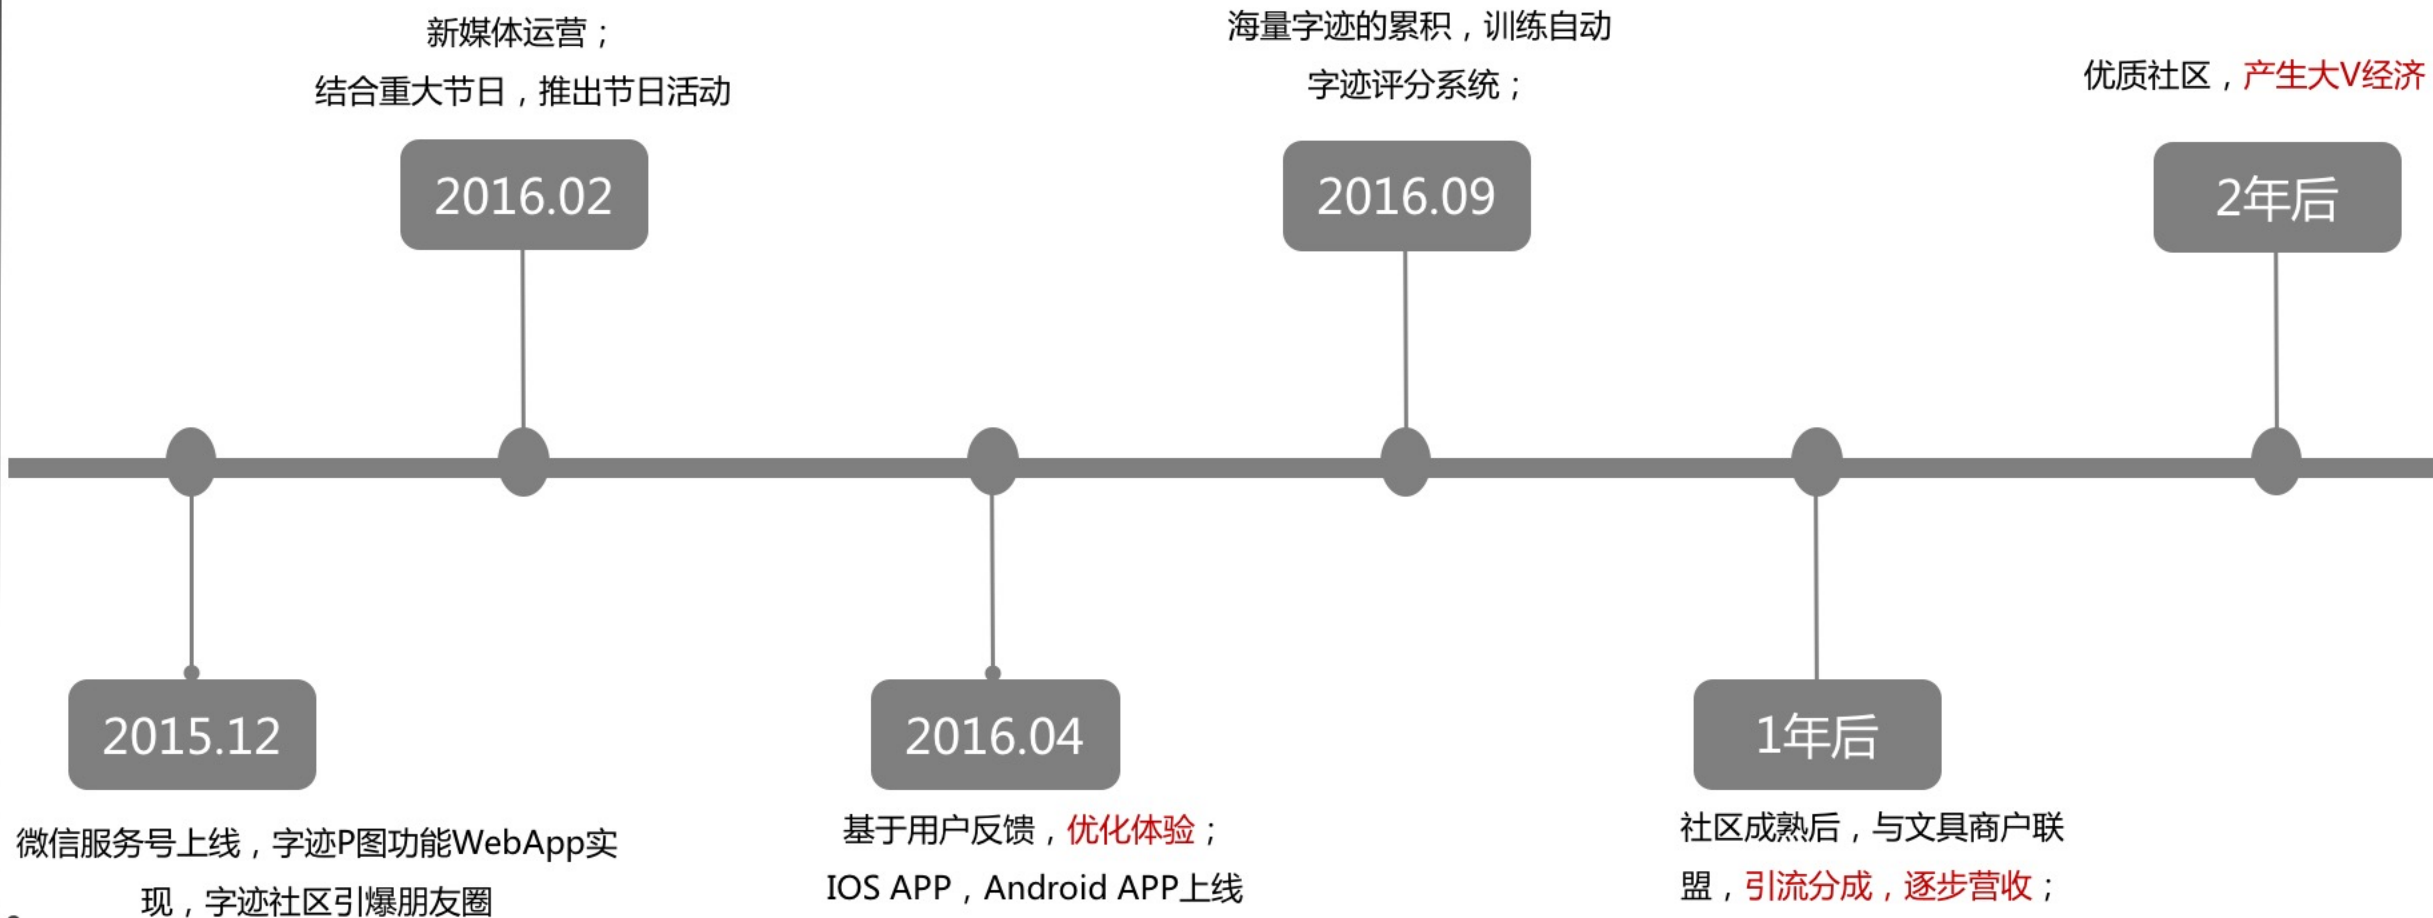 新媒体运营；
结合重大节日，推出节日活动
2016.02
海量字迹的累积，训练自动
字迹评分系统；
2016.09
优质社区，产生大V经济
2年后
2015.12
微信服务号上线，字迹P图功能WebApp实
现，字迹社区引爆朋友圈
2016.04
基于用户反馈，优化体验；
IOS APP，Android APP上线
1年后
社区成熟后，与文具商户联
盟，引流分成，逐步营收；